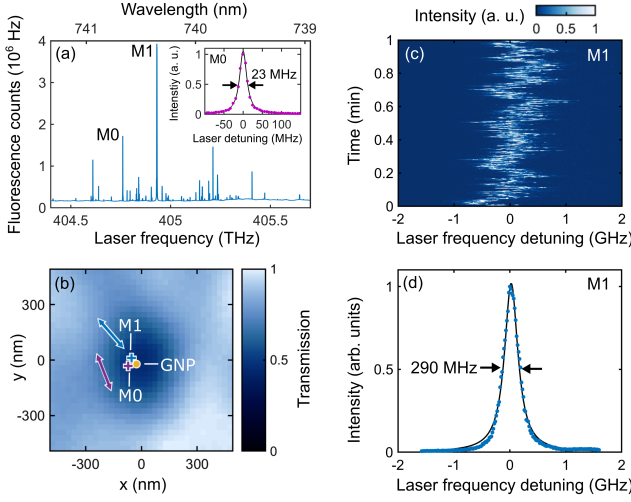 Wavelength (nm)
741 740 739
(a) M1
Fluorescence counts (10⁶ Hz)
4
3
2
1
0
M0
404.5 405 405.5
Laser frequency (THz)
M0
23 MHz
Intenstiy (a. u.)
1
0.5
0
-50 0 50 100
Laser detuning (MHz)
Intensity (a. u.)
0 0.5 1
(c) M1
Time (min)
1
0.8
0.6
0.4
0.2
0
-2 -1 0 1 2
Laser frequency detuning (GHz)
(b)
y (nm)
300
0
-300
M1
GNP
M0
-300 0 300
x (nm)
Transmission
1
0.5
0
(d) M1
Intensity (arb. units)
1
0.5
0
290 MHz
-2 -1 0 1 2
Laser frequency detuning (GHz)